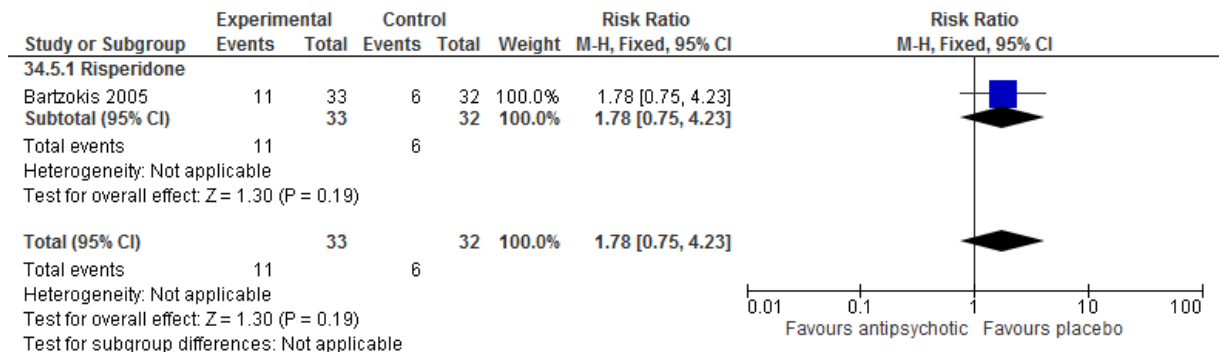 Experimental Control Risk Ratio Risk Ratio
Study or Subgroup Events Total Events Total Weight M-H, Fixed, 95% CI M-H, Fixed, 95% CI
34.5.1 Risperidone
Bartzokis 2005 11 33 6 32 100.0% 1.78 [0.75, 4.23]
Subtotal (95% CI) 33 32 100.0% 1.78 [0.75, 4.23]
Total events 11 6
Heterogeneity: Not applicable
Test for overall effect: Z = 1.30 (P = 0.19)
Total (95% CI) 33 32 100.0% 1.78 [0.75, 4.23]
Total events 11 6
Heterogeneity: Not applicable
Test for overall effect: Z = 1.30 (P = 0.19)
Test for subgroup differences: Not applicable
0.01 0.1 1 10 100
Favours antipsychotic Favours placebo